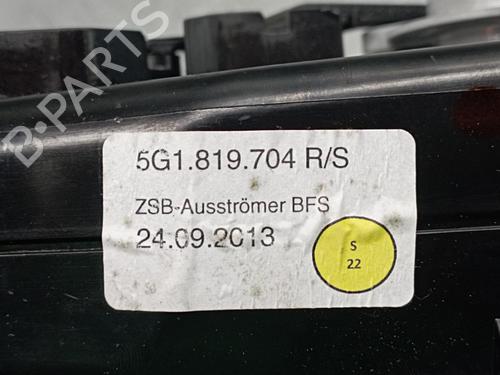 B-PARTS
5G1.819.704 R/S
ZSB-Ausströmer BFS
24.09.2013
S
22